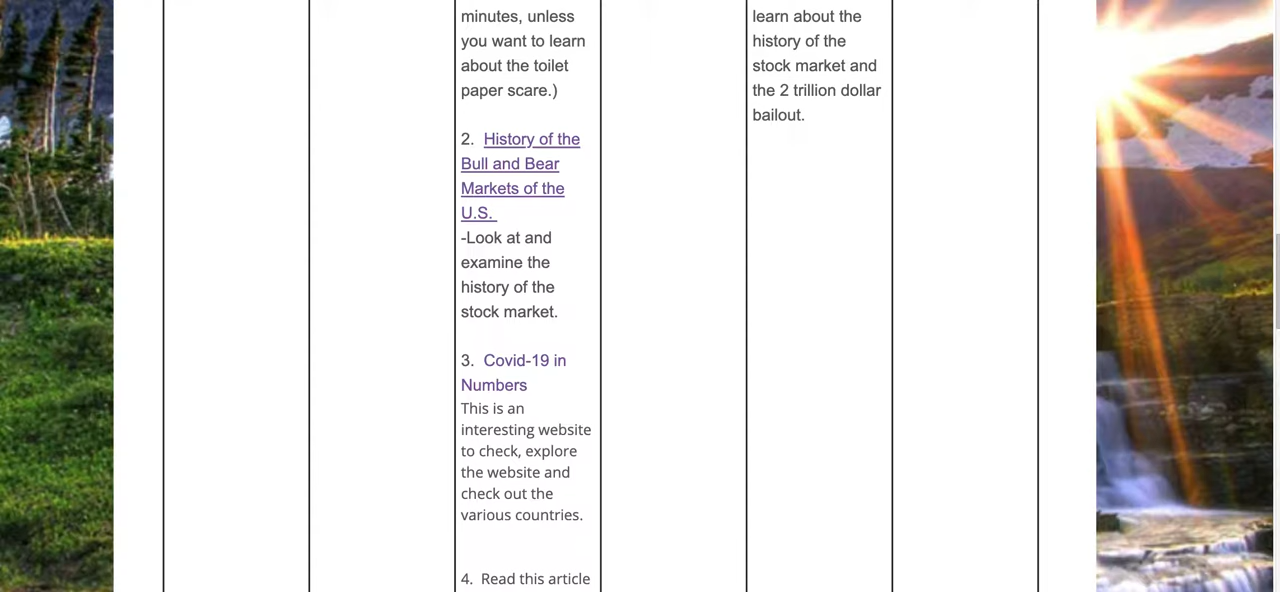 minutes, unless
you want to learn
about the toilet
paper scare.)
2. History of the
Bull and Bear
Markets of the
U.S.
-Look at and
examine the
history of the
stock market.
3. Covid-19 in
Numbers
This is an
interesting website
to check, explore
the website and
check out the
various countries.
4. Read this article
learn about the
history of the
stock market and
the 2 trillion dollar
bailout.